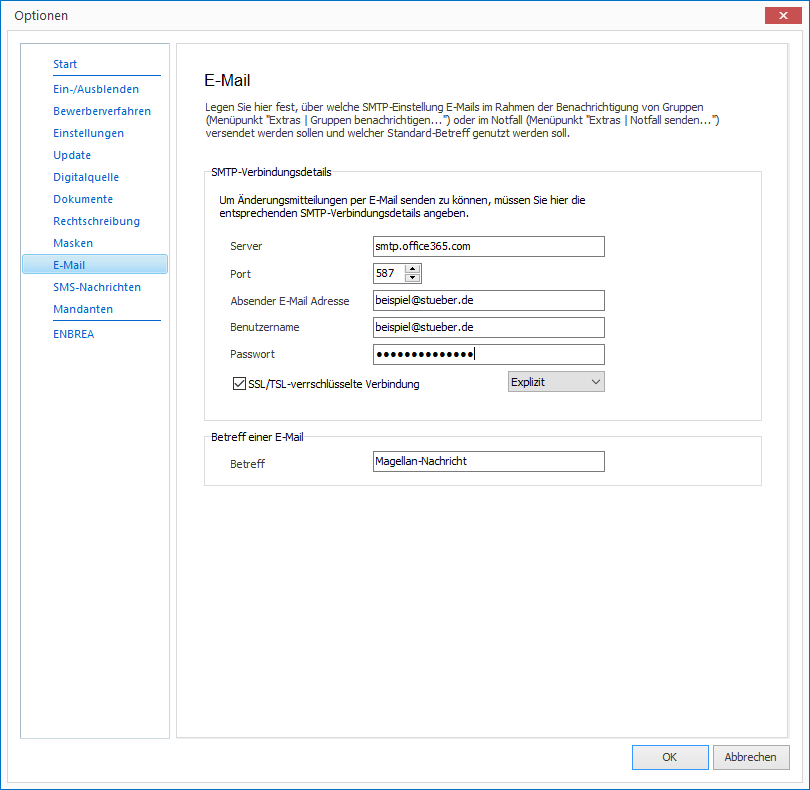 Optionen
Start
Ein-/Ausblenden
Bewerberverfahren
Einstellungen
Update
Digitalquelle
Dokumente
Rechtschreibung
Masken
E-Mail
SMS-Nachrichten
Mandanten
ENBREA
E-Mail
Legen Sie hier fest, über welche SMTP-Einstellung E-Mails im Rahmen der Benachrichtigung von Gruppen
(Menüpunkt "Extras | Gruppen benachrichtigen...") oder im Notfall (Menüpunkt "Extras | Notfall senden...")
versendet werden sollen und welcher Standard-Betreff genutzt werden soll.
SMTP-Verbindungsdetails
Um Änderungsmitteilungen per E-Mail senden zu können, müssen Sie hier die
entsprechenden SMTP-Verbindungsdetails angeben.
Server smtp.office365.com
Port 587
Absender E-Mail Adresse beispiel@stueber.de
Benutzername beispiel@stueber.de
Passwort ●●●●●●●●●●●●●●
SSL/TSL-verrschlüsselte Verbindung Explizit
Betreff einer E-Mail
Betreff Magellan-Nachricht
OK Abbrechen